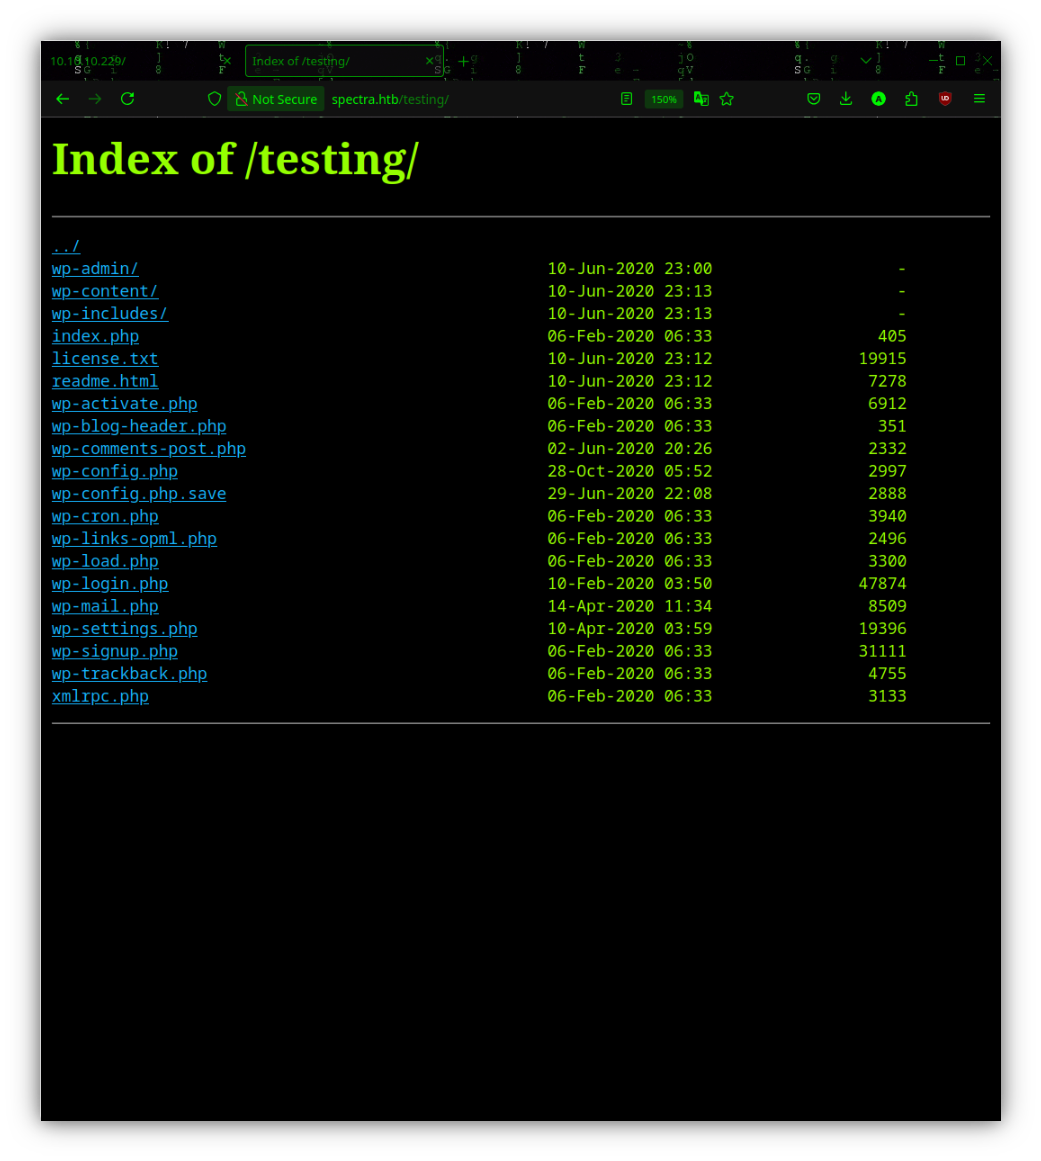 10.10.10.229/
Index of /testing/
Not Secure spectra.htb/testing/ 150%
Index of /testing/
../
wp-admin/ 10-Jun-2020 23:00 -
wp-content/ 10-Jun-2020 23:13 -
wp-includes/ 10-Jun-2020 23:13 -
index.php 06-Feb-2020 06:33 405
license.txt 10-Jun-2020 23:12 19915
readme.html 10-Jun-2020 23:12 7278
wp-activate.php 06-Feb-2020 06:33 6912
wp-blog-header.php 06-Feb-2020 06:33 351
wp-comments-post.php 02-Jun-2020 20:26 2332
wp-config.php 28-Oct-2020 05:52 2997
wp-config.php.save 29-Jun-2020 22:08 2888
wp-cron.php 06-Feb-2020 06:33 3940
wp-links-opml.php 06-Feb-2020 06:33 2496
wp-load.php 06-Feb-2020 06:33 3300
wp-login.php 10-Feb-2020 03:50 47874
wp-mail.php 14-Apr-2020 11:34 8509
wp-settings.php 10-Apr-2020 03:59 19396
wp-signup.php 06-Feb-2020 06:33 31111
wp-trackback.php 06-Feb-2020 06:33 4755
xmlrpc.php 06-Feb-2020 06:33 3133